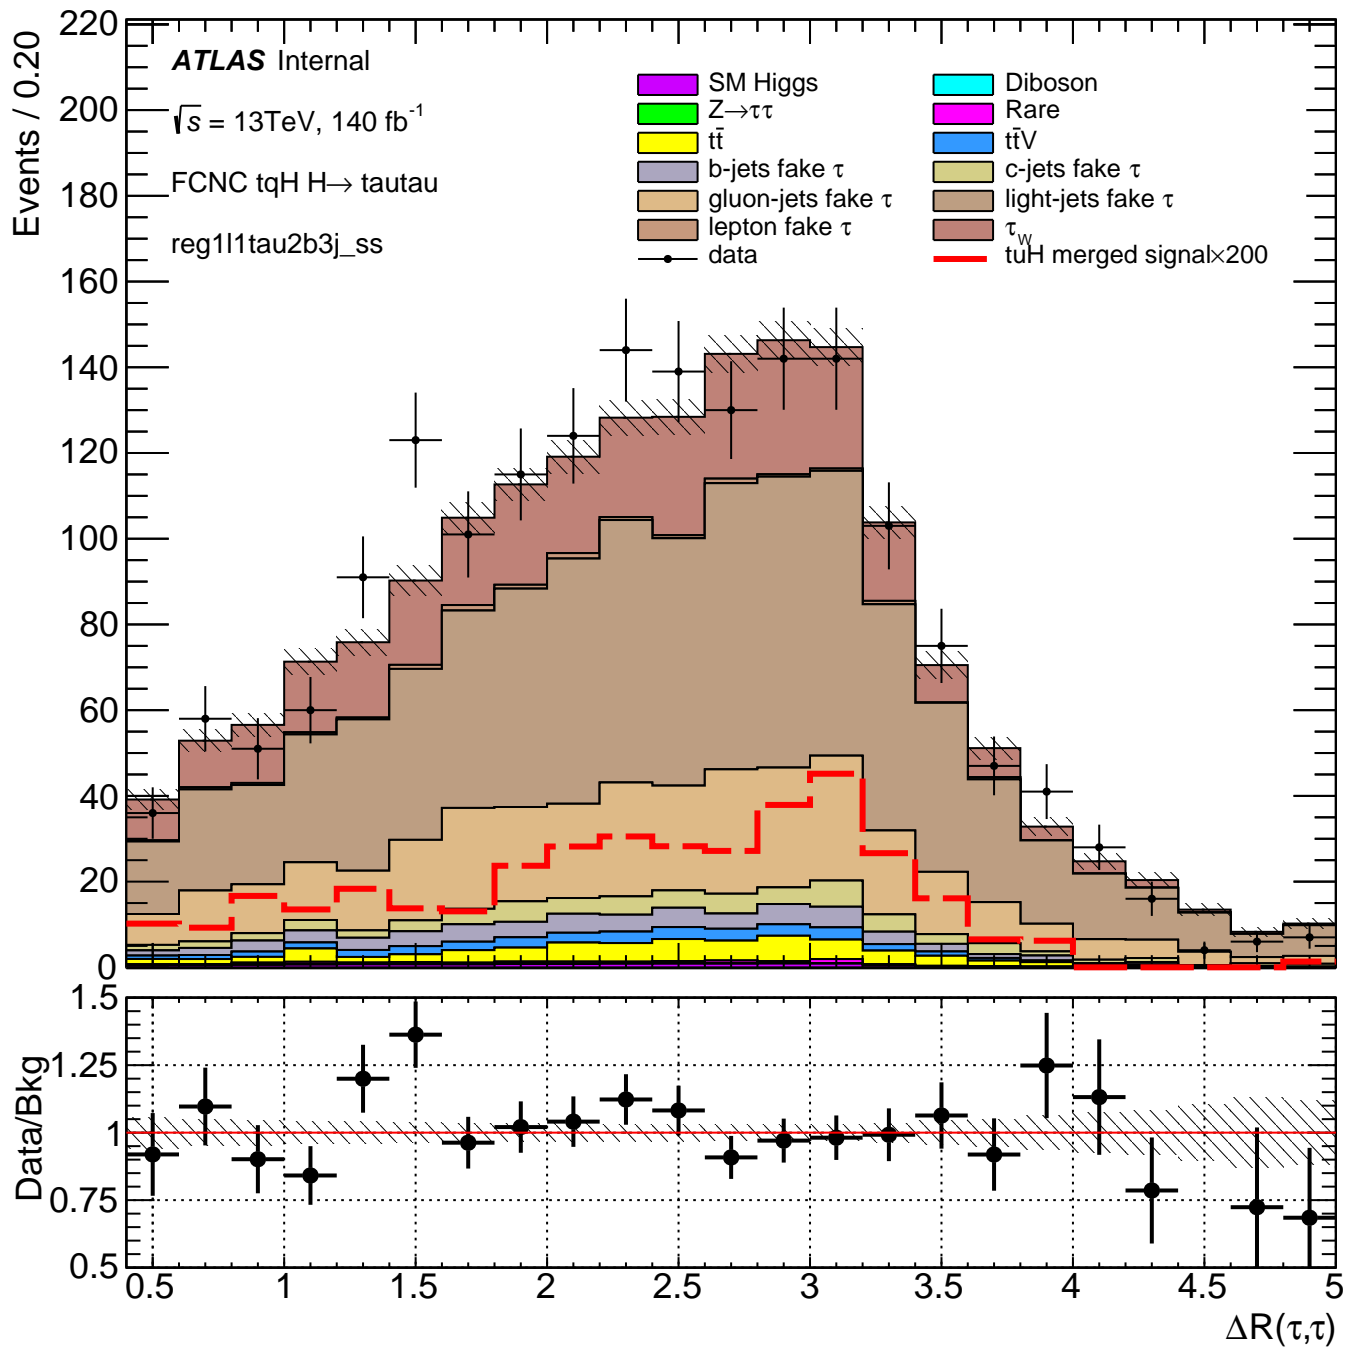 ATLAS Internal
√s = 13TeV, 140 fb⁻¹
FCNC tqH H→ tautau
reg1l1tau2b3j_ss
SM Higgs
Diboson
Z→ττ
Rare
tt̄
tt̄V
b-jets fake τ
c-jets fake τ
gluon-jets fake τ
light-jets fake τ
lepton fake τ
τ_W
data
tuH merged signal×200
Events / 0.20
220
200
180
160
140
120
100
80
60
40
20
0
Data/Bkg
1.5
1.25
1
0.75
0.5
0.5 1 1.5 2 2.5 3 3.5 4 4.5 5
ΔR(τ,τ)